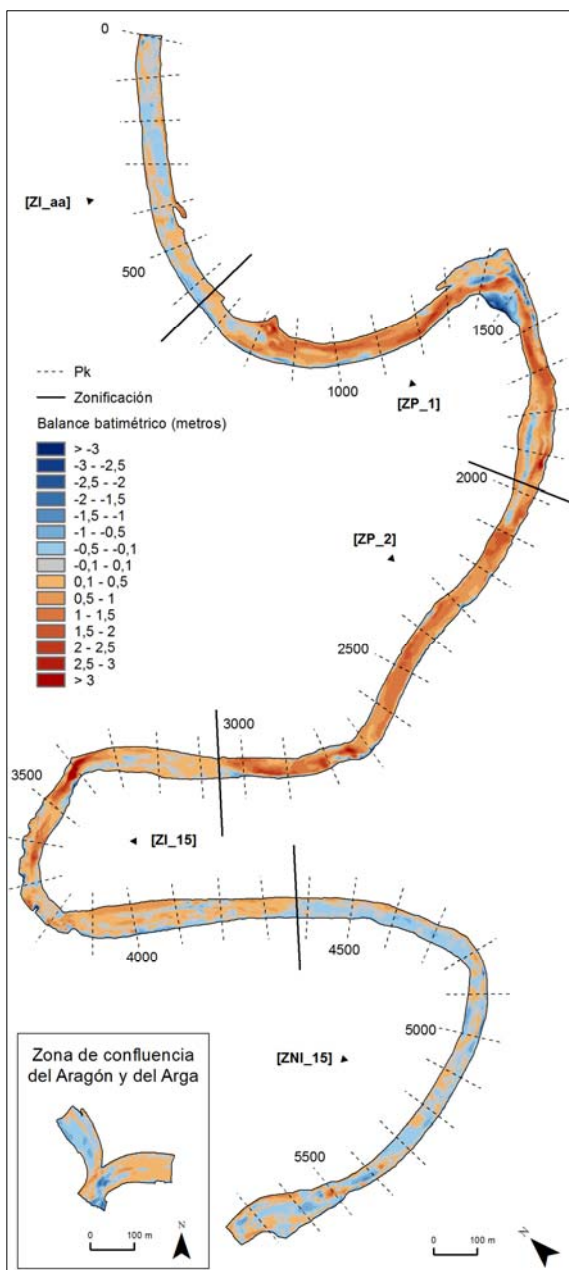 0
[ZI_aa]
500
1500
Pk
1000
Zonificación
[ZP_1]
Balance batimétrico (metros)
> -3
-3 - -2,5
-2,5 - -2
-2 - -1,5
-1,5 - -1
-1 - -0,5
-0,5 - -0,1
-0,1 - 0,1
0,1 - 0,5
0,5 - 1
1 - 1,5
1,5 - 2
2 - 2,5
2,5 - 3
> 3
2000
[ZP_2]
2500
3000
3500
[ZI_15]
4000
4500
5000
[ZNI_15]
5500
Zona de confluencia
del Aragón y del Arga
0 100 m
N
0 100 m
N